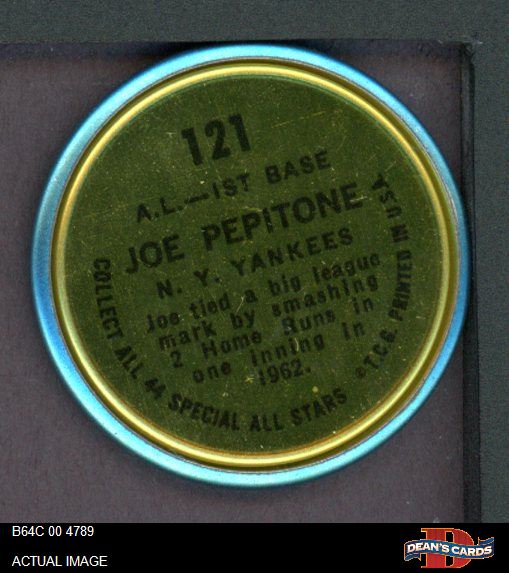 121
A.L.—1ST BASE
JOE PEPITONE
N. Y. YANKEES
Joe tied a big league
mark by smashing
2 Home Runs in
one inning in
1962.
COLLECT ALL 44 SPECIAL ALL STARS
©T.C.G. PRINTED IN USA
B64C 00 4789
ACTUAL IMAGE
DEAN'S CARDS